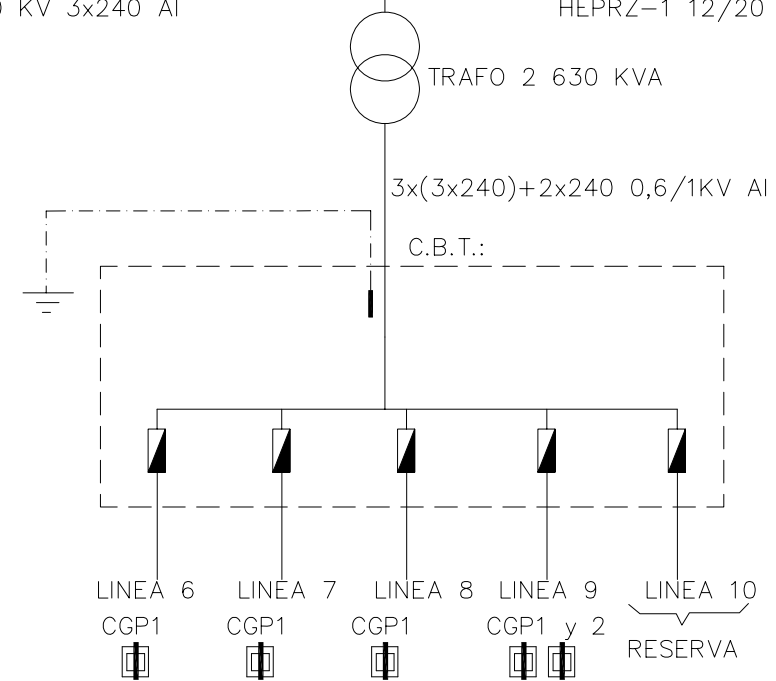 KV 3x240 Al
HEPRZ-1 12/20
TRAFO 2 630 KVA
3x(3x240)+2x240 0,6/1KV Al
C.B.T.:
LINEA 6
LINEA 7
LINEA 8
LINEA 9
LINEA 10
CGP1
CGP1
CGP1
CGP1 y 2
RESERVA